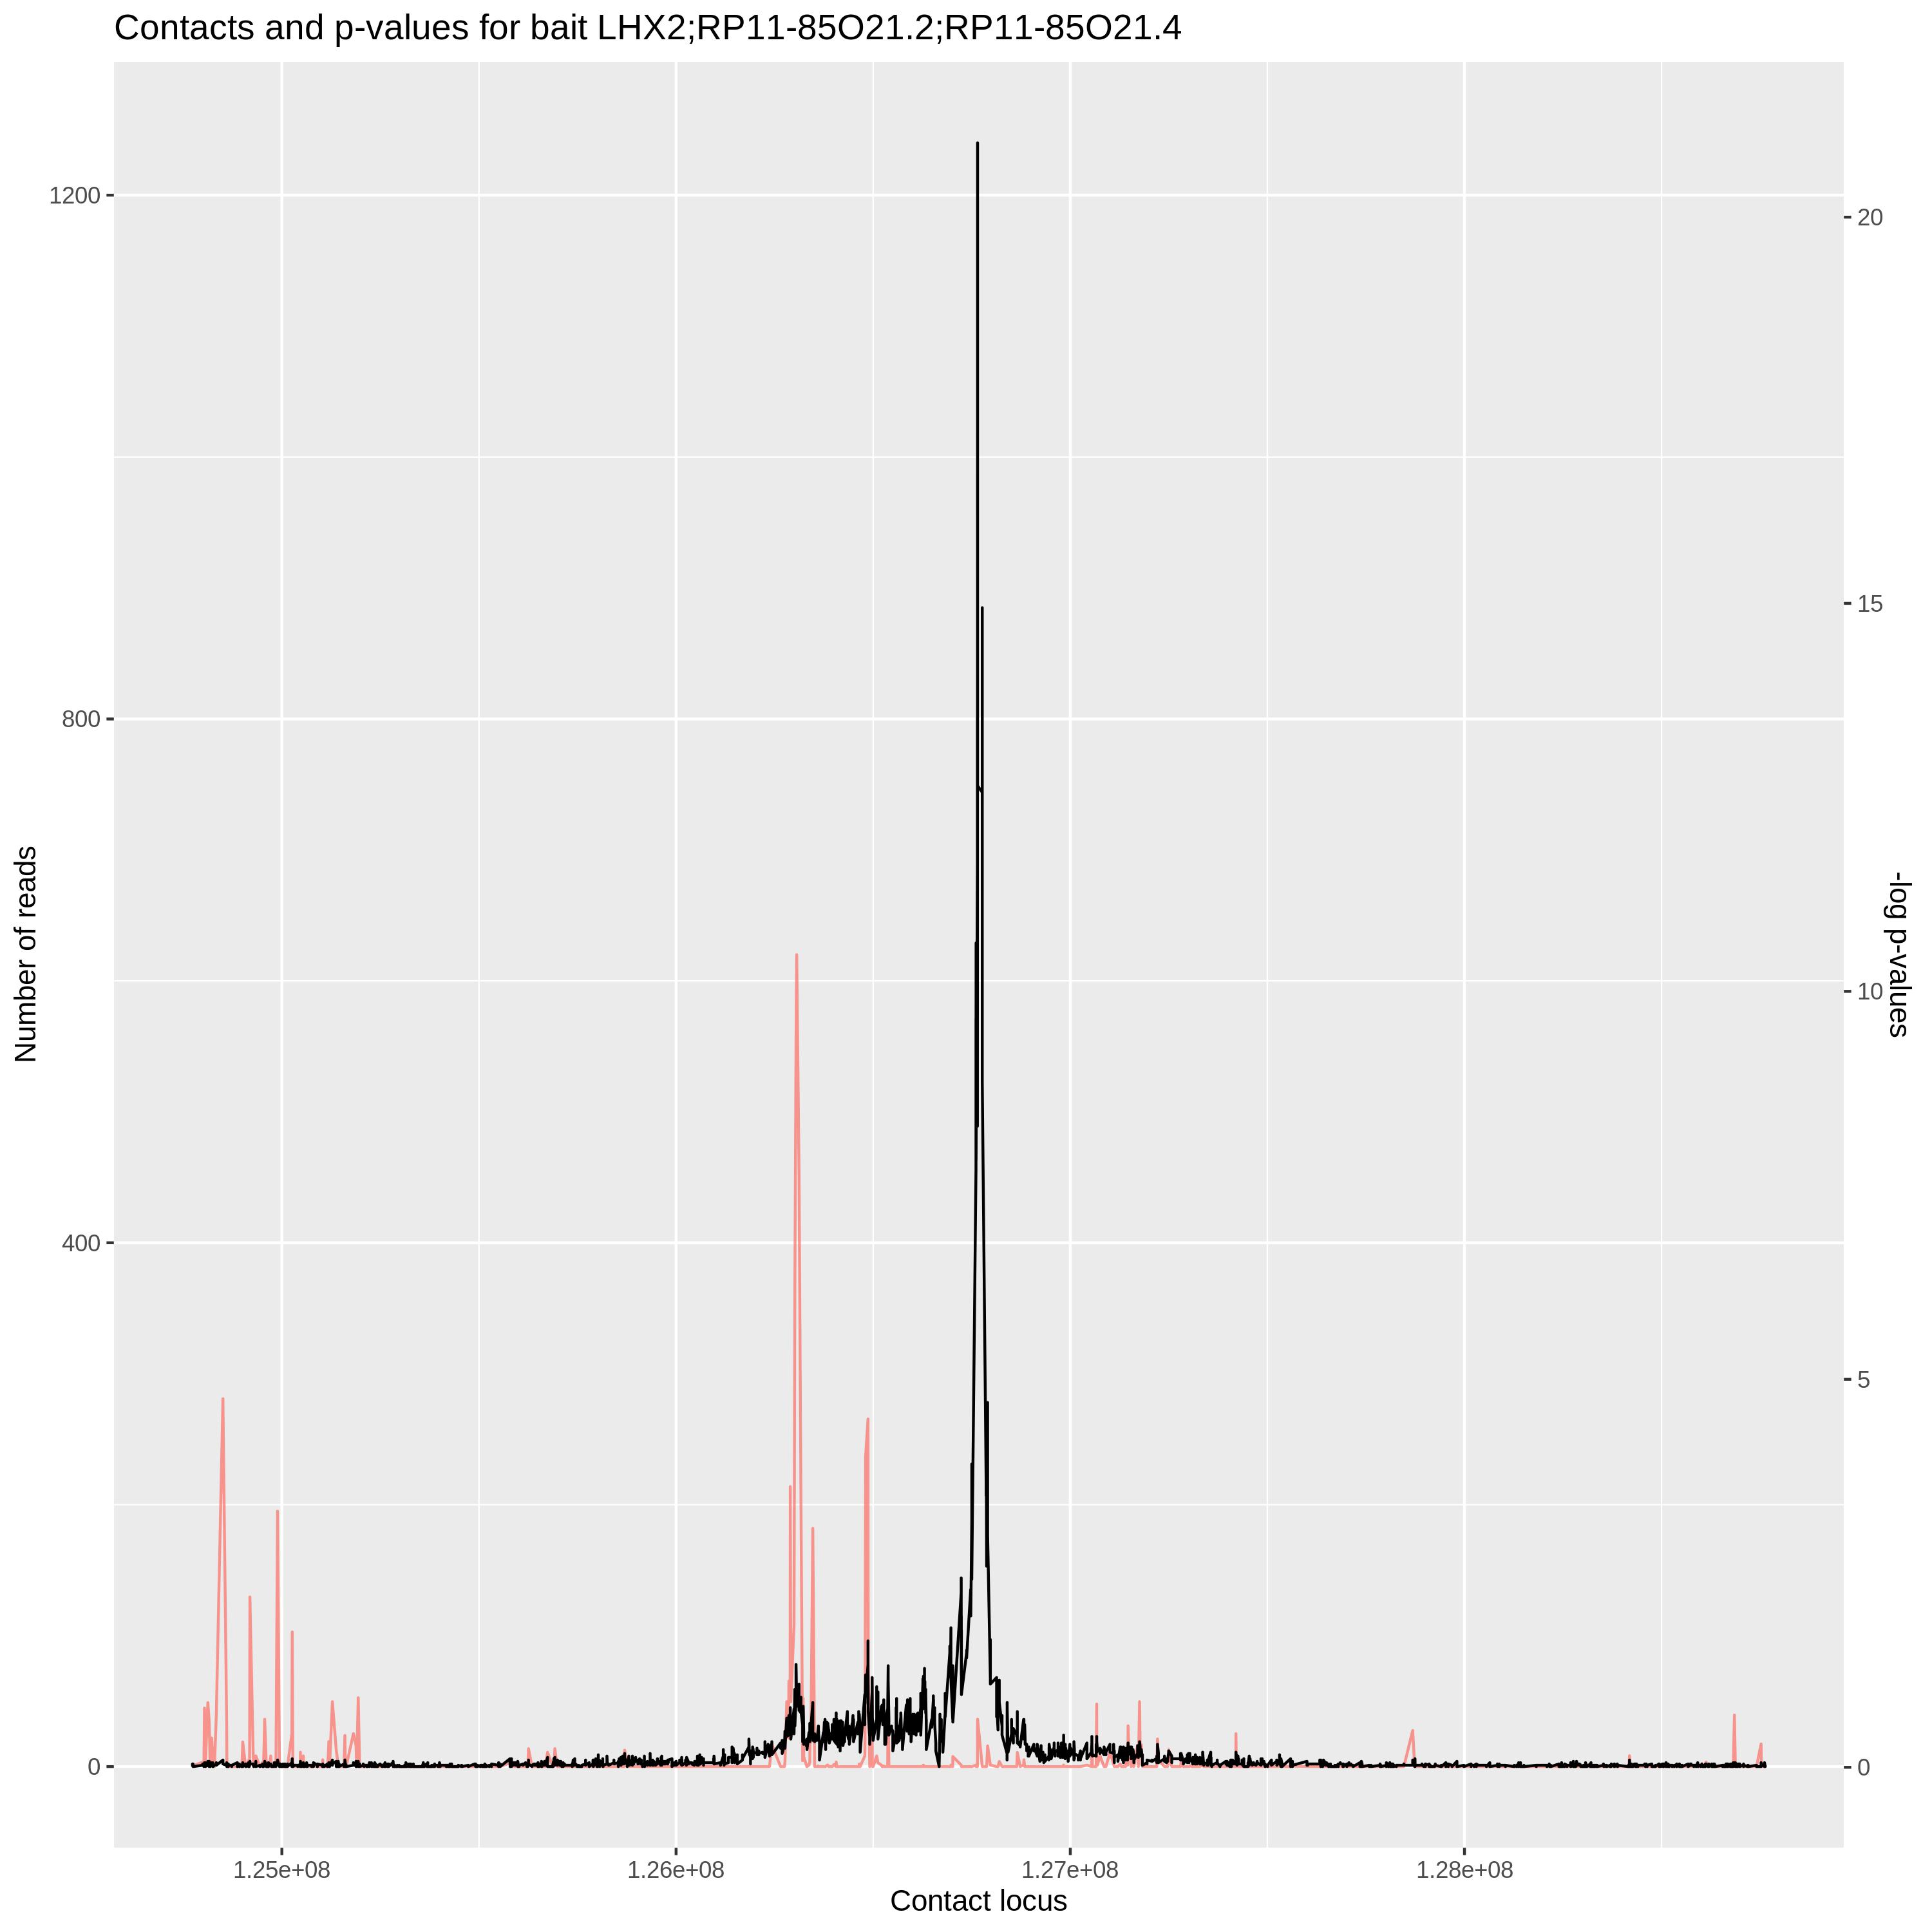 Contacts and p-values for bait LHX2;RP11-85O21.2;RP11-85O21.4
1200
800
400
0
Number of reads
20
15
10
5
0
-log p-values
1.25e+08
1.26e+08
1.27e+08
1.28e+08
Contact locus